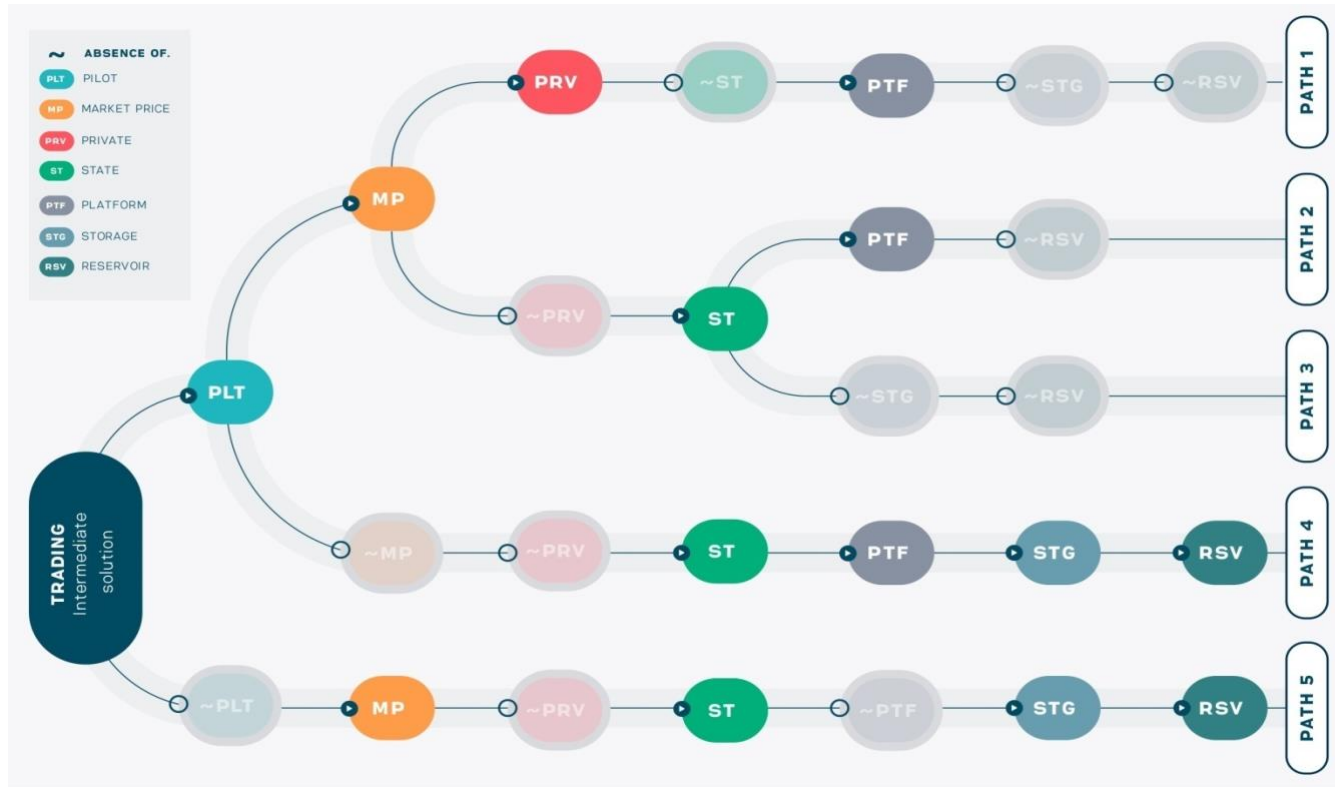 ~ ABSENCE OF.
PLT PILOT
MP MARKET PRICE
PRV PRIVATE
ST STATE
PTF PLATFORM
STG STORAGE
RSV RESERVOIR
TRADING
Intermediate
solution
PLT
MP
PRV
~ST
PTF
~STG
~RSV
PATH 1
~PRV
ST
PTF
~RSV
PATH 2
~STG
~RSV
PATH 3
~MP
~PRV
ST
PTF
STG
RSV
PATH 4
~PLT
MP
~PRV
ST
~PTF
STG
RSV
PATH 5